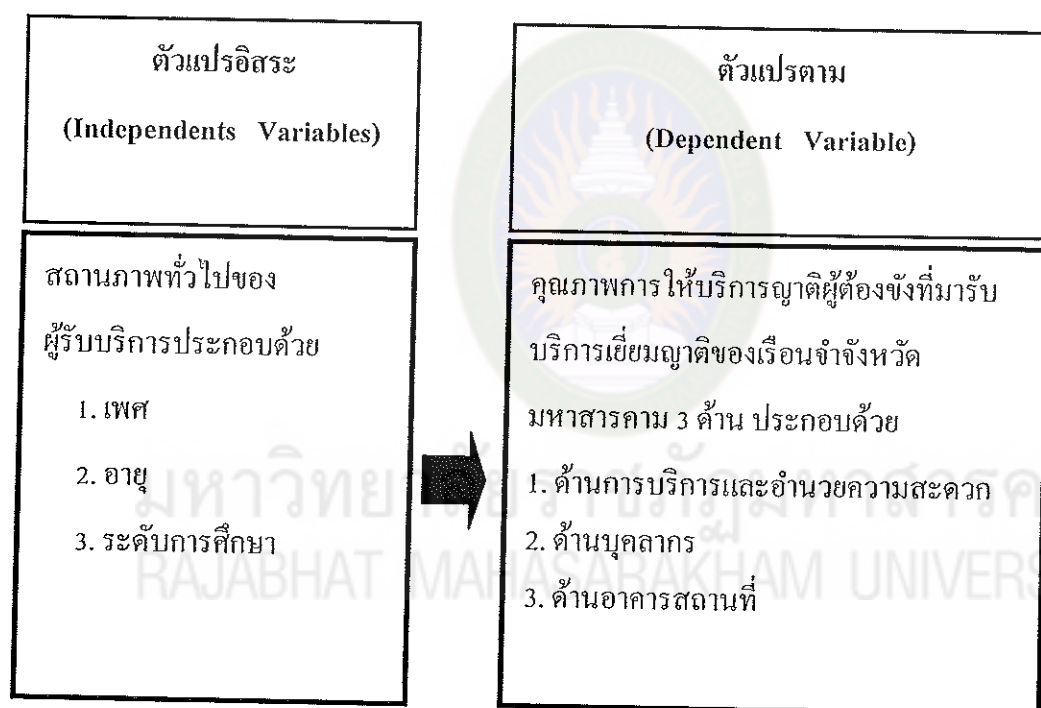 ตัวแปรอิสระ
(Independents Variables)
ตัวแปรตาม
(Dependent Variable)
สถานภาพทั่วไปของ
ผู้รับบริการประกอบด้วย
1. เพศ
2. อายุ
3. ระดับการศึกษา
คุณภาพการให้บริการญาติผู้ต้องขังที่มารับ
บริการเยี่ยมญาติของเรือนจำจังหวัด
มหาสารคาม 3 ด้าน ประกอบด้วย
1. ด้านการบริการและอำนวยความสะดวก
2. ด้านบุคลากร
3. ด้านอาคารสถานที่
มหาวิทยาลัยราชภัฏมหาสารค
RAJABHAT MAHASARAKHAM UNIVERS